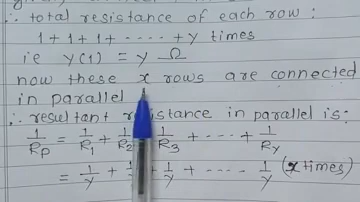 ∴ total resistance of each row:
1 + 1 + 1 + ---- + y times
ie y(1) = y Ω
now these x rows are connected
in parallel
∴ resultant resistance in parallel is:
1/Rp = 1/R1 + 1/R2 1/R3 + --- + 1/Ry
= 1/y + 1/y + --- 1/y (x times)